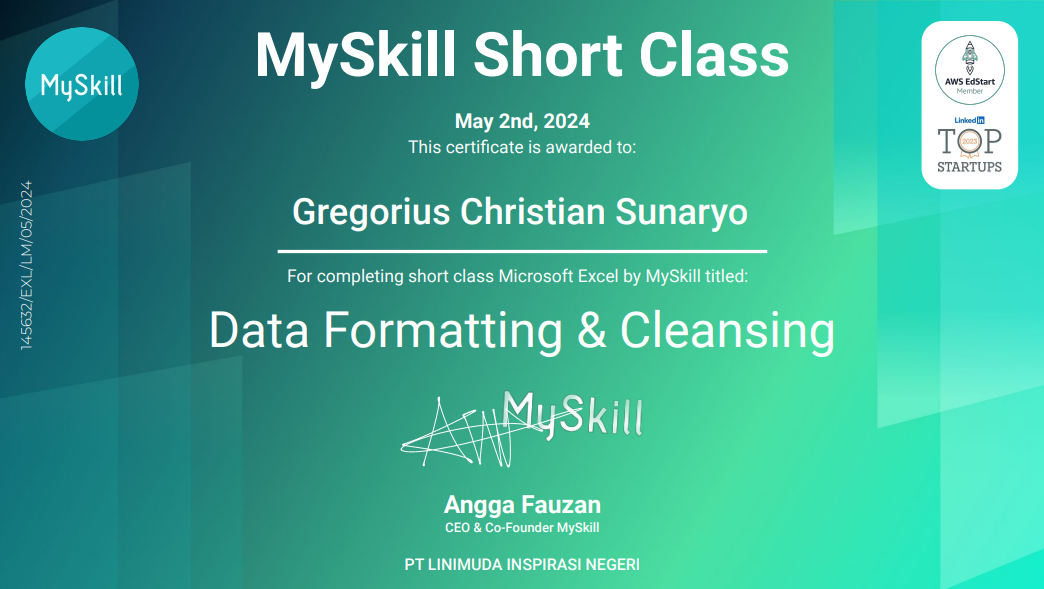 MySkill
MySkill Short Class
AWS EdStart
Member
LinkedIn
2023
TOP
STARTUPS
May 2nd, 2024
This certificate is awarded to:
145632/EXL/LM/05/2024
Gregorius Christian Sunaryo
For completing short class Microsoft Excel by MySkill titled:
Data Formatting & Cleansing
MySkill
Angga Fauzan
CEO & Co-Founder MySkill
PT LINIMUDA INSPIRASI NEGERI